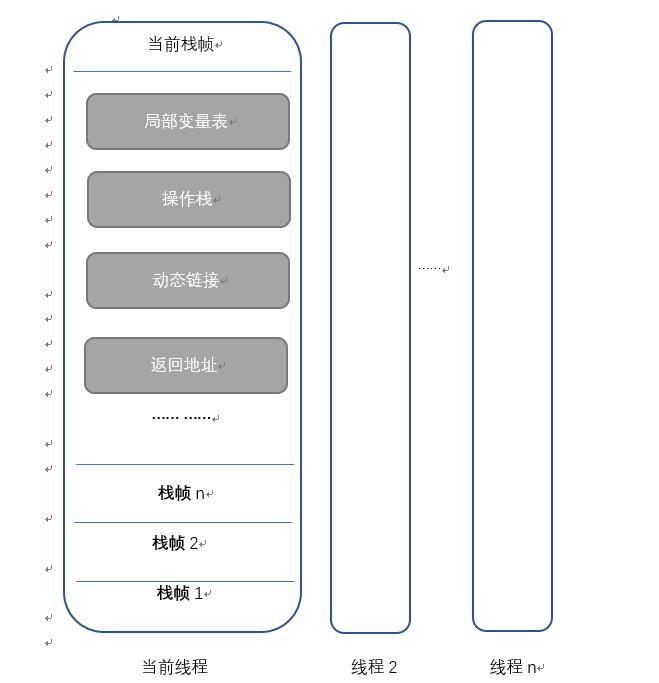 当前栈帧
局部变量表
操作栈
动态链接
返回地址
…… ……
栈帧 n
栈帧 2
栈帧 1
……
当前线程
线程 2
线程 n